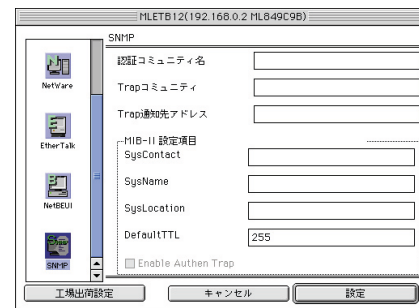 MLETB12(192.168.0.2 ML849C9B)
SNMP
NetWare
EtherTalk
NetBEUI
SNMP
認証コミュニティ名
Trapコミュニティ
Trap通知先アドレス
MIB-II 設定項目
SysContact
SysName
SysLocation
DefaultTTL
255
Enable Authen Trap
工場出荷設定
キャンセル
設定